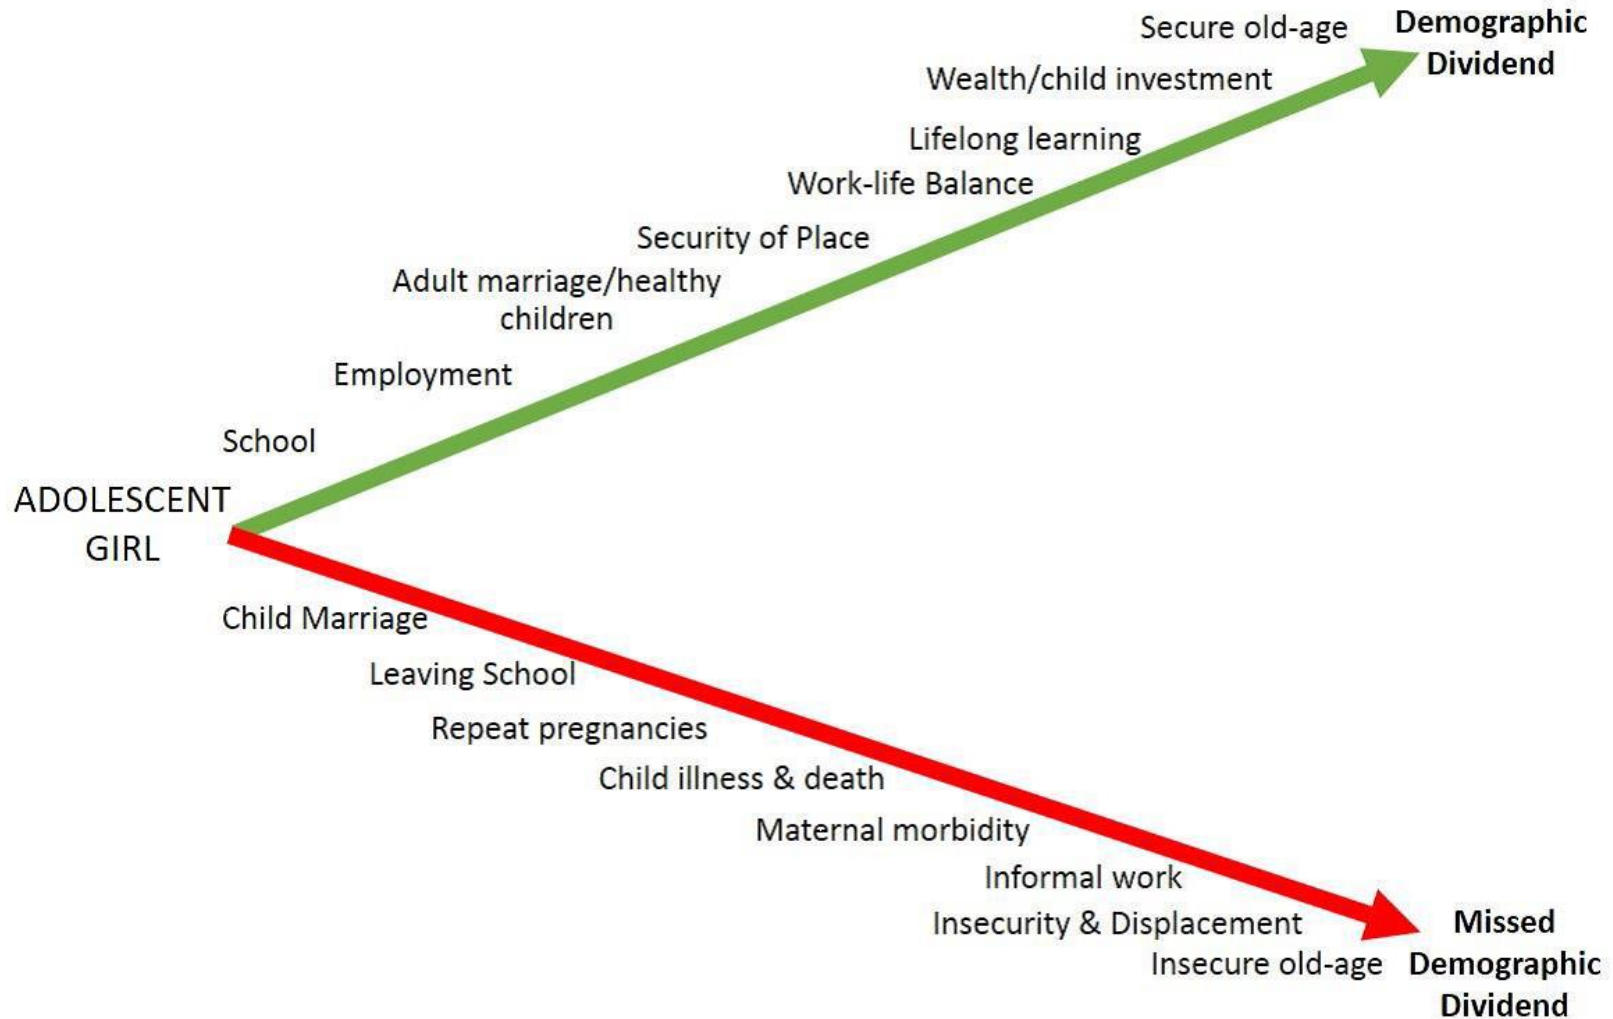 Secure old-age
Demographic
Dividend
Wealth/child investment
Lifelong learning
Work-life Balance
Security of Place
Adult marriage/healthy
children
Employment
School
ADOLESCENT
GIRL
Child Marriage
Leaving School
Repeat pregnancies
Child illness & death
Maternal morbidity
Informal work
Insecurity & Displacement
Insecure old-age
Missed
Demographic
Dividend